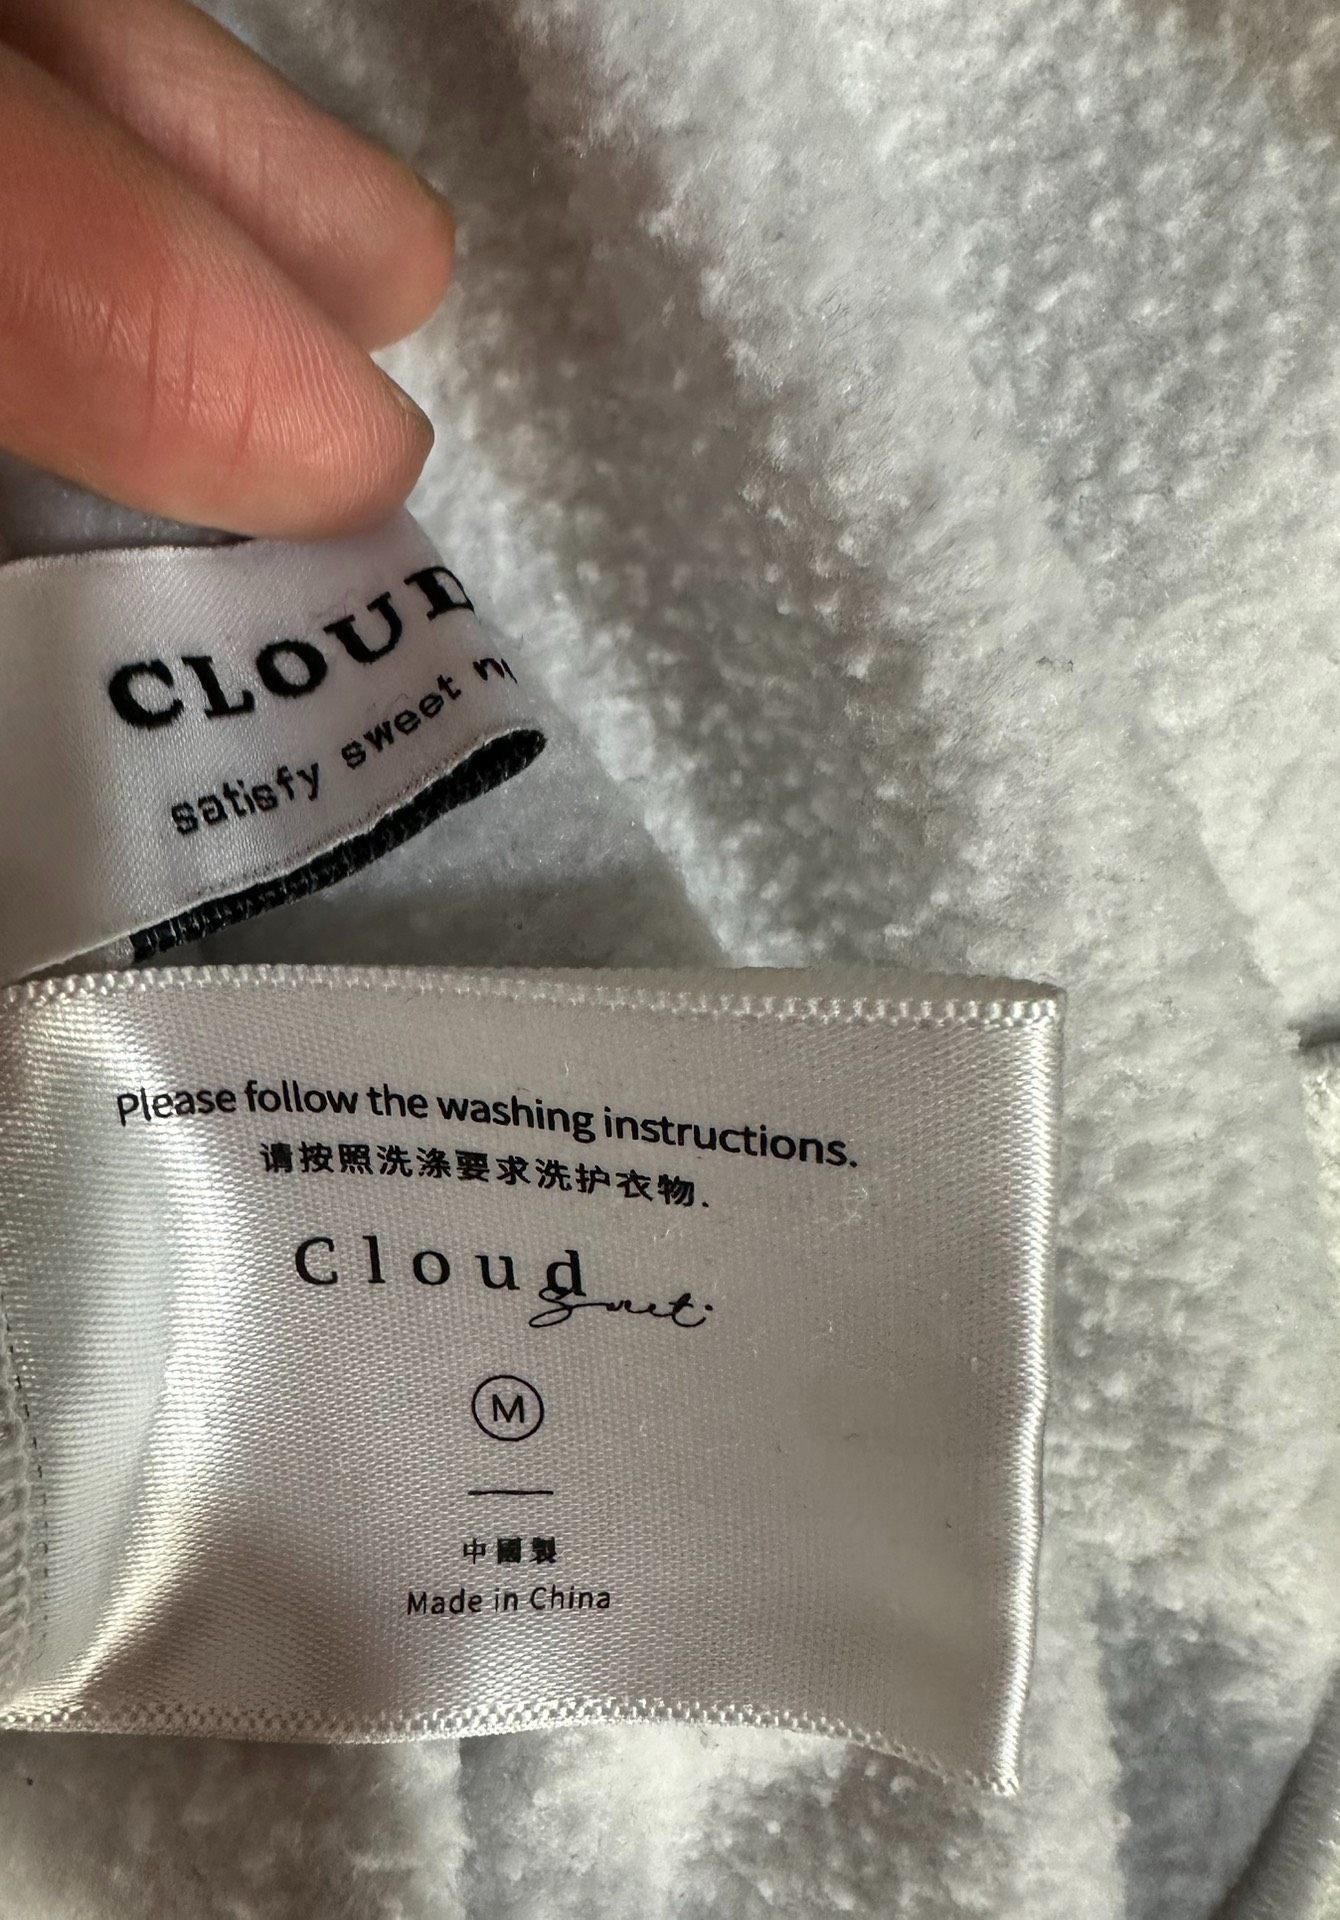 CLOUD
satisfy sweet
Please follow the washing instructions.
请按照洗涤要求洗护衣物.
Cloud
Sweet
M
中國製
Made in China